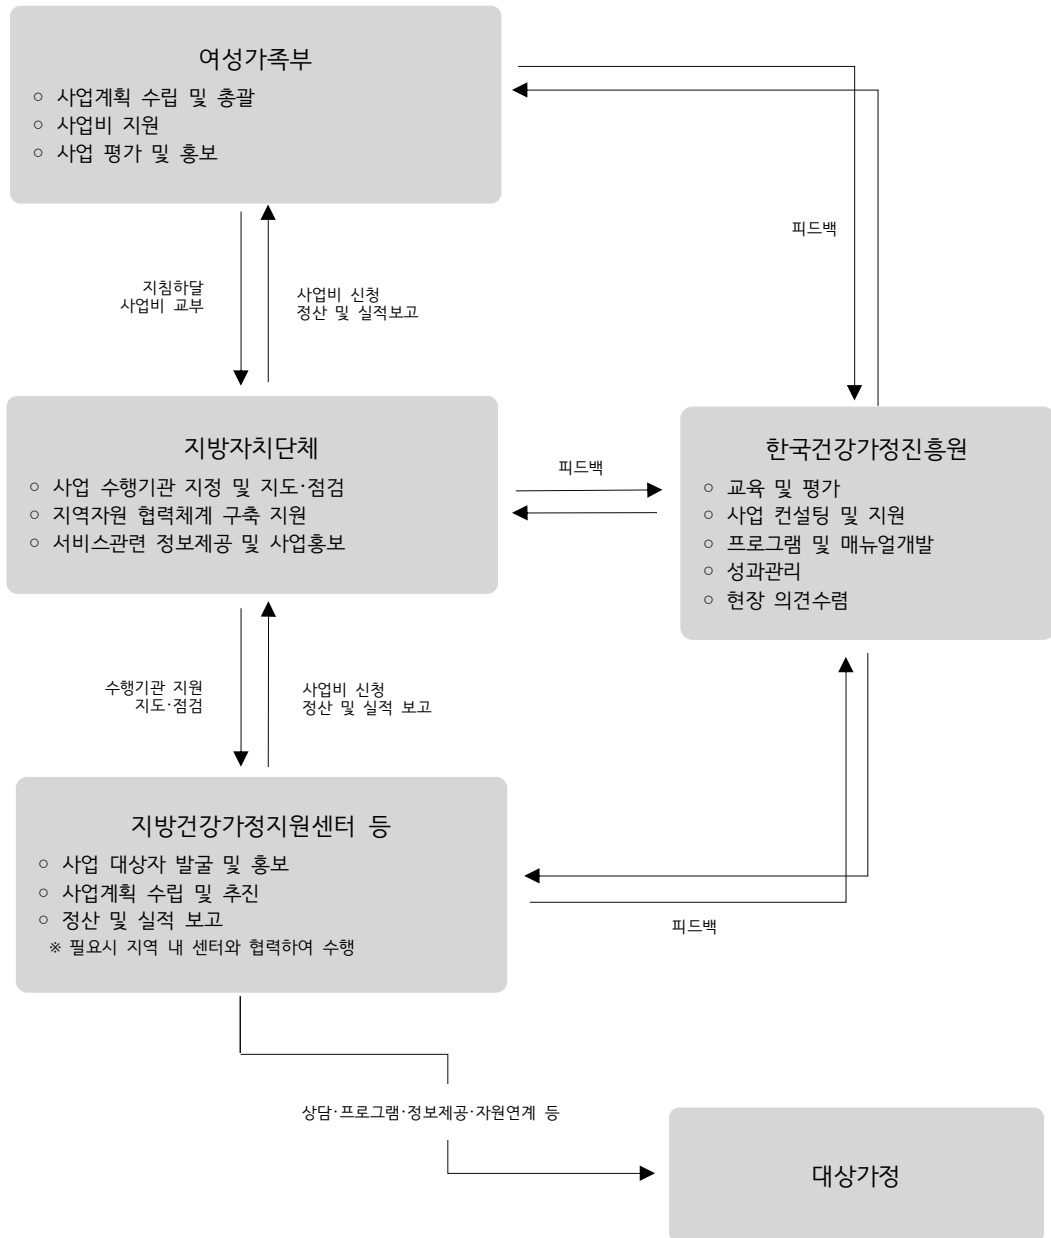 여성가족부
○ 사업계획 수립 및 총괄
○ 사업비 지원
○ 사업 평가 및 홍보
피드백
지침하달
사업비 교부
사업비 신청
정산 및 실적보고
지방자치단체
○ 사업 수행기관 지정 및 지도·점검
○ 지역자원 협력체계 구축 지원
○ 서비스관련 정보제공 및 사업홍보
피드백
한국건강가정진흥원
○ 교육 및 평가
○ 사업 컨설팅 및 지원
○ 프로그램 및 매뉴얼개발
○ 성과관리
○ 현장 의견수렴
수행기관 지원
지도·점검
사업비 신청
정산 및 실적 보고
지방건강가정지원센터 등
○ 사업 대상자 발굴 및 홍보
○ 사업계획 수립 및 추진
○ 정산 및 실적 보고
※ 필요시 지역 내 센터와 협력하여 수행
피드백
상담·프로그램·정보제공·자원연계 등
대상가정